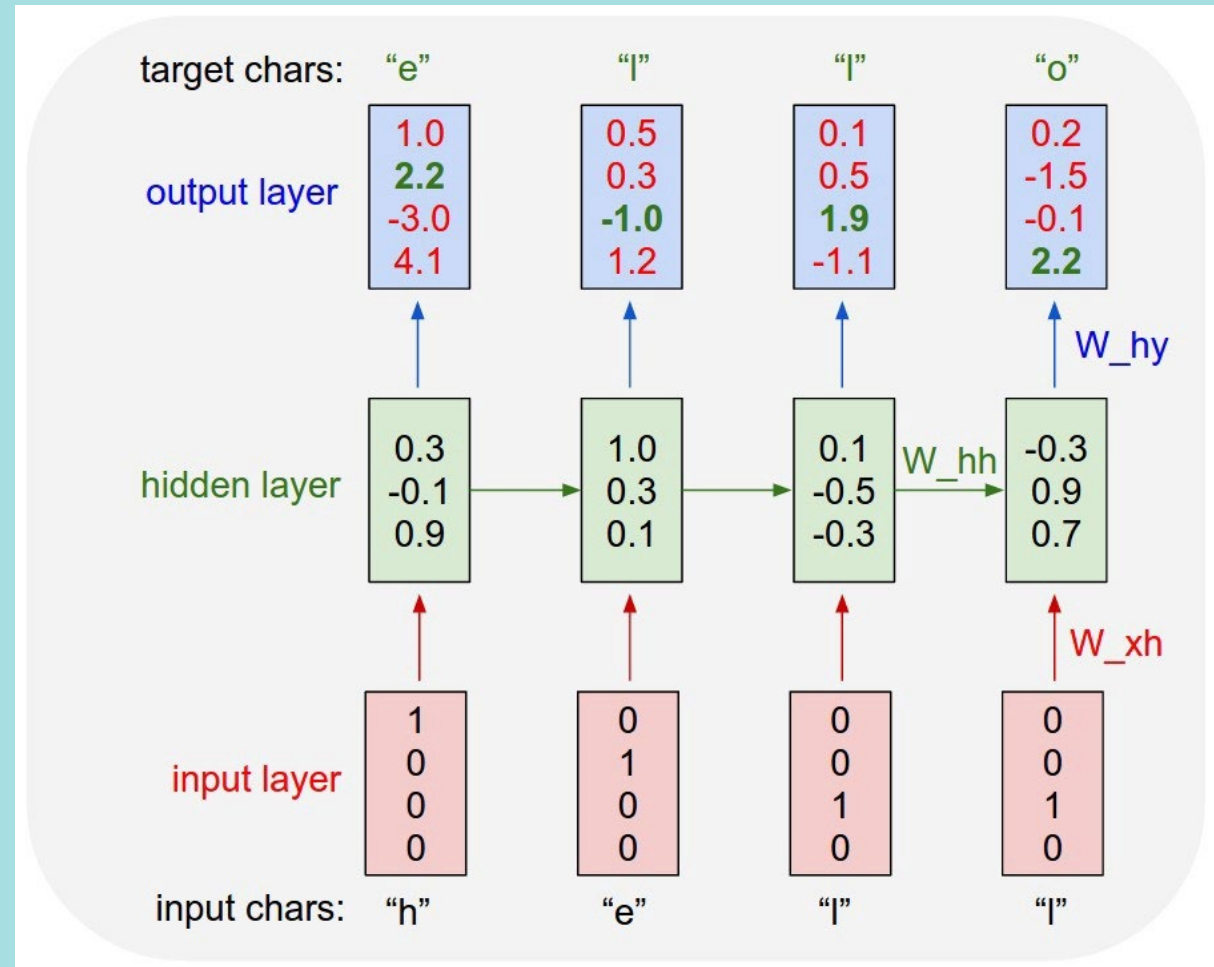 target chars: “e” “l” “l” “o”
1.0 0.5 0.1 0.2
2.2 0.3 0.5 -1.5
output layer
-3.0 -1.0 1.9 -0.1
4.1 1.2 -1.1 2.2
W_hy
0.3 1.0 0.1 -0.3
W_hh
hidden layer -0.1 0.3 -0.5 0.9
0.9 0.1 -0.3 0.7
W_xh
1 0 0 0
0 1 0 0
input layer
0 0 1 1
0 0 0 0
input chars: “h” “e” “l” “l”